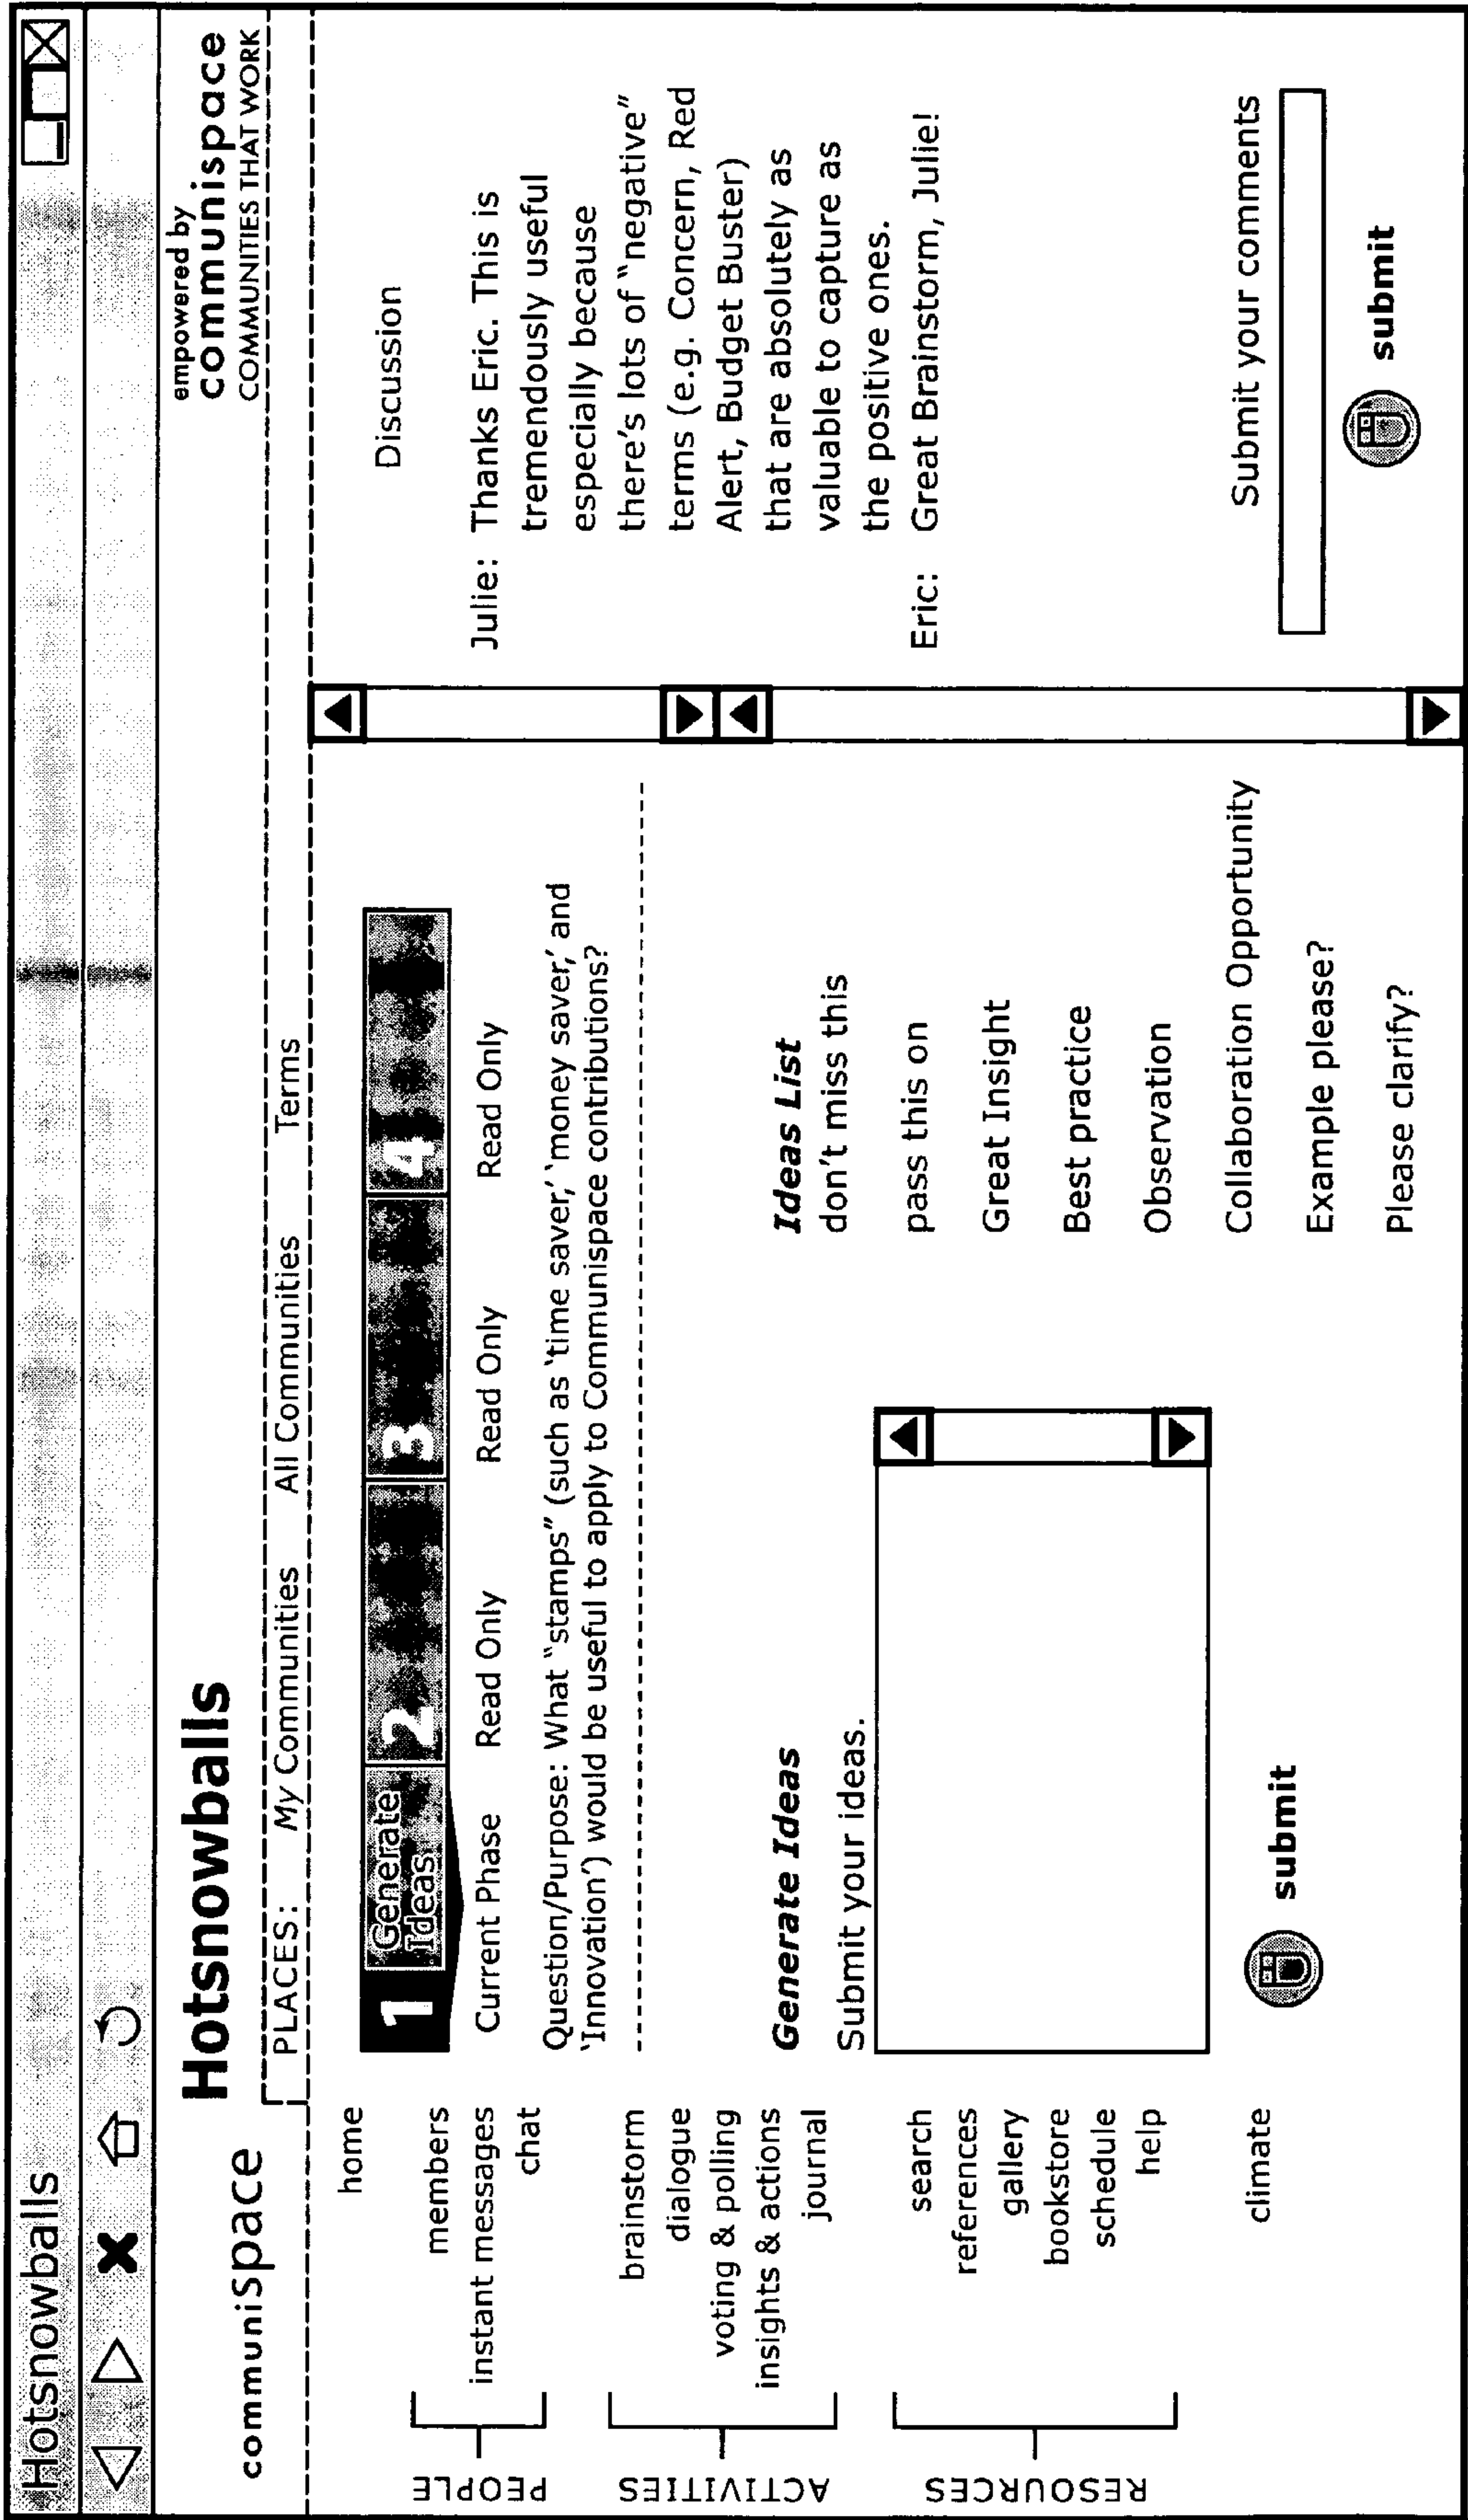 Hotsnowballs
communispace
Hotsnowballs
empowered by
communispace
COMMUNITIES THAT WORK
PLACES: My Communities All Communities Terms
home
PEOPLE
members
instant messages
chat
ACTIVITIES
brainstorm
dialogue
voting & polling
insights & actions
journal
RESOURCES
search
references
gallery
bookstore
schedule
help
climate
1 Generate Ideas 2 3 4
Current Phase Read Only Read Only Read Only
Question/Purpose: What "stamps" (such as 'time saver,' 'money saver,' and
'Innovation') would be useful to apply to Communispace contributions?
Generate Ideas
Submit your ideas.
submit
Ideas List
don't miss this
pass this on
Great Insight
Best practice
Observation
Collaboration Opportunity
Example please?
Please clarify?
Discussion
Julie: Thanks Eric. This is
tremendously useful
especially because
there's lots of "negative"
terms (e.g. Concern, Red
Alert, Budget Buster)
that are absolutely as
valuable to capture as
the positive ones.
Eric: Great Brainstorm, Julie!
Submit your comments
submit